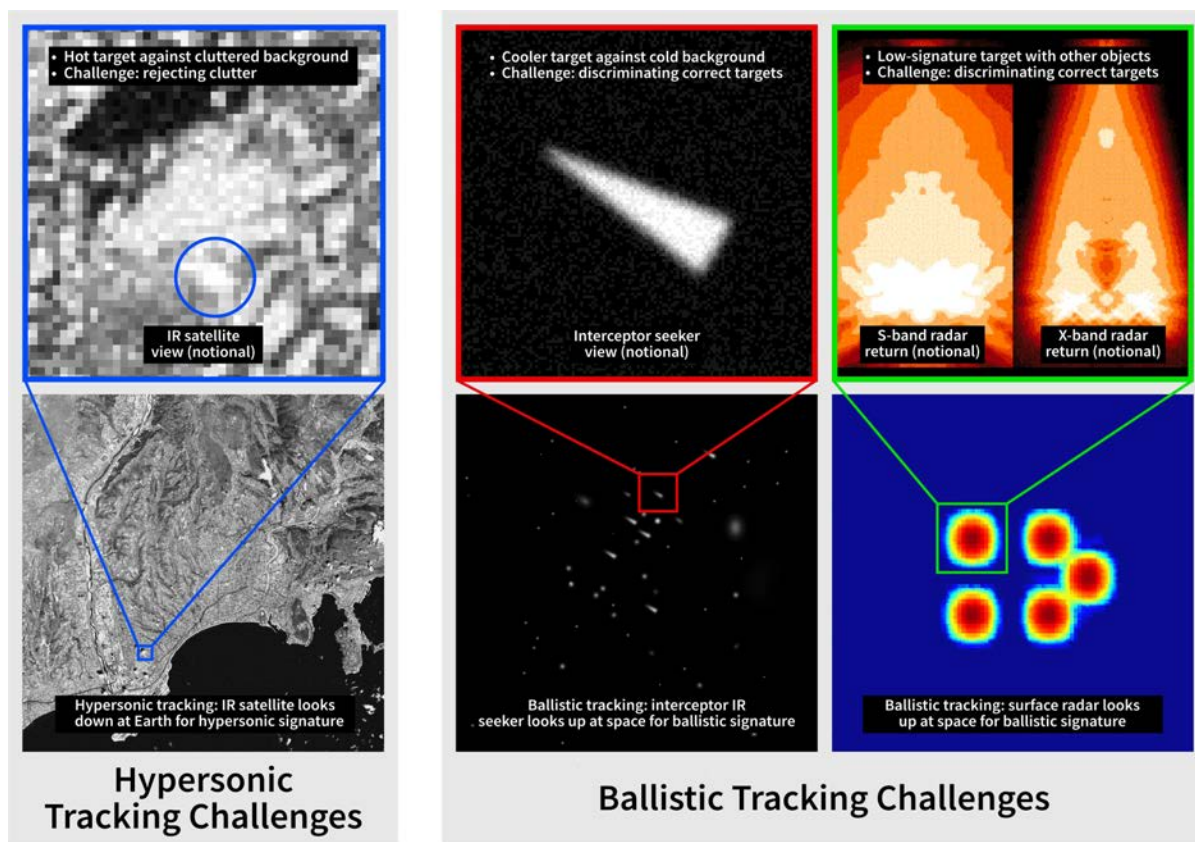 • Hot target against cluttered background
• Challenge: rejecting clutter
IR satellite
view (notional)
Hypersonic tracking: IR satellite looks
down at Earth for hypersonic signature
Hypersonic
Tracking Challenges
• Cooler target against cold background
• Challenge: discriminating correct targets
Interceptor seeker
view (notional)
• Low-signature target with other objects
• Challenge: discriminating correct targets
S-band radar
return (notional)
X-band radar
return (notional)
Ballistic tracking: interceptor IR
seeker looks up at space for ballistic signature
Ballistic tracking: surface radar looks
up at space for ballistic signature
Ballistic Tracking Challenges